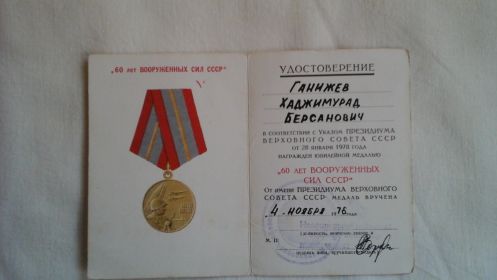 „60 лет ВООРУЖЕННЫХ СИЛ СССР"
УДОСТОВЕРЕНИЕ
ГАНИЖЕВ
ХАДЖИМУРАД
БЕРСАНОВИЧ
В СООТВЕТСТВИИ С УКАЗОМ ПРЕЗИДИУМА
ВЕРХОВНОГО СОВЕТА СССР
ОТ 28 ЯНВАРЯ 1978 ГОДА
НАГРАЖДЕН ЮБИЛЕЙНОЙ МЕДАЛЬЮ
„60 ЛЕТ ВООРУЖЕННЫХ
СИЛ СССР"
От имени ПРЕЗИДИУМА ВЕРХОВНОГО
СОВЕТА СССР МЕДАЛЬ ВРУЧЕНА
4 НОЯБРЯ 1978 ГОДА
М. П.